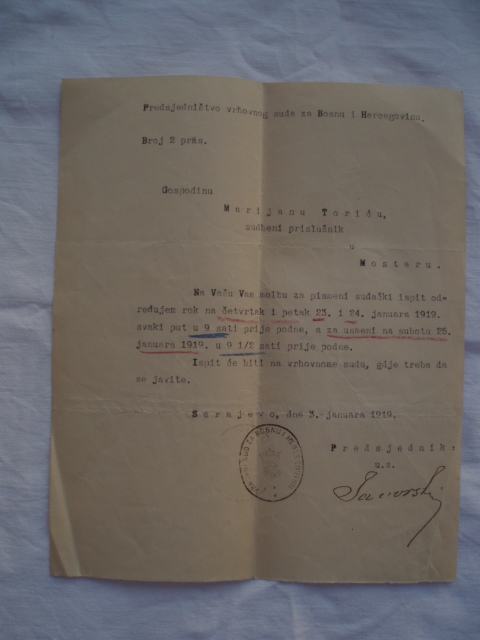 Predsjedništvo vrhovnog suda za Bosnu i Hercegovinu.
Broj 2 präs.
Gospodinu
Marijanu Toriću,
sudbeni prislušnik
u
Mostaru.
Na Vašu Vas molbu za pismeni sudački ispit od-
redjujem rok na četvrtak i petak 23. i 24. januara 1919.
svaki put u 9 sati prije podne, a za usmeni na subotu 25.
januara 1919. u 9 1/2 sati prije podne.
Ispit će biti na vrhovnome sudu, gdje treba da
se javite.
Sarajevo, dne 3. januara 1919.
Predsjednik:
u.z.